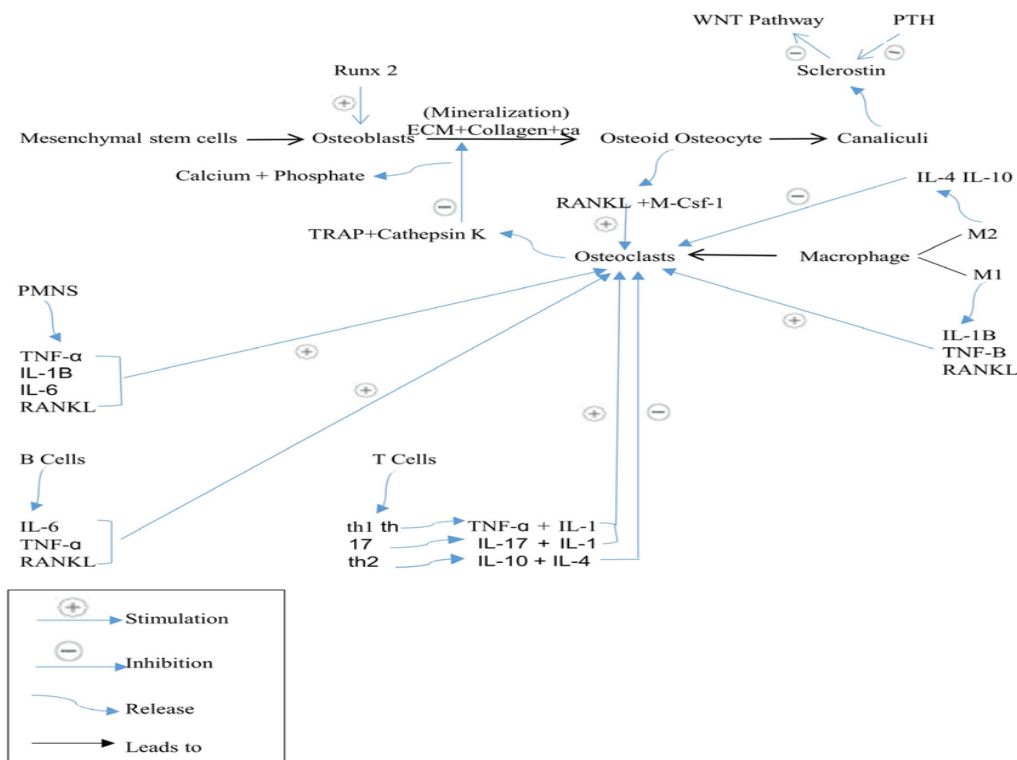 WNT Pathway
PTH
Sclerostin
Runx 2
(Mineralization)
Mesenchymal stem cells
Osteoblasts
ECM+Collagen+ca
Osteoid Osteocyte
Canaliculi
Calcium + Phosphate
IL-4 IL-10
RANKL +M-Csf-1
TRAP+Cathepsin K
M2
Osteoclasts
Macrophage
M1
PMNS
IL-1B
TNF-B
RANKL
TNF-α
IL-1B
IL-6
RANKL
B Cells
T Cells
IL-6
TNF-α
RANKL
th1 th
TNF-α + IL-1
17
IL-17 + IL-1
th2
IL-10 + IL-4
Stimulation
Inhibition
Release
Leads to